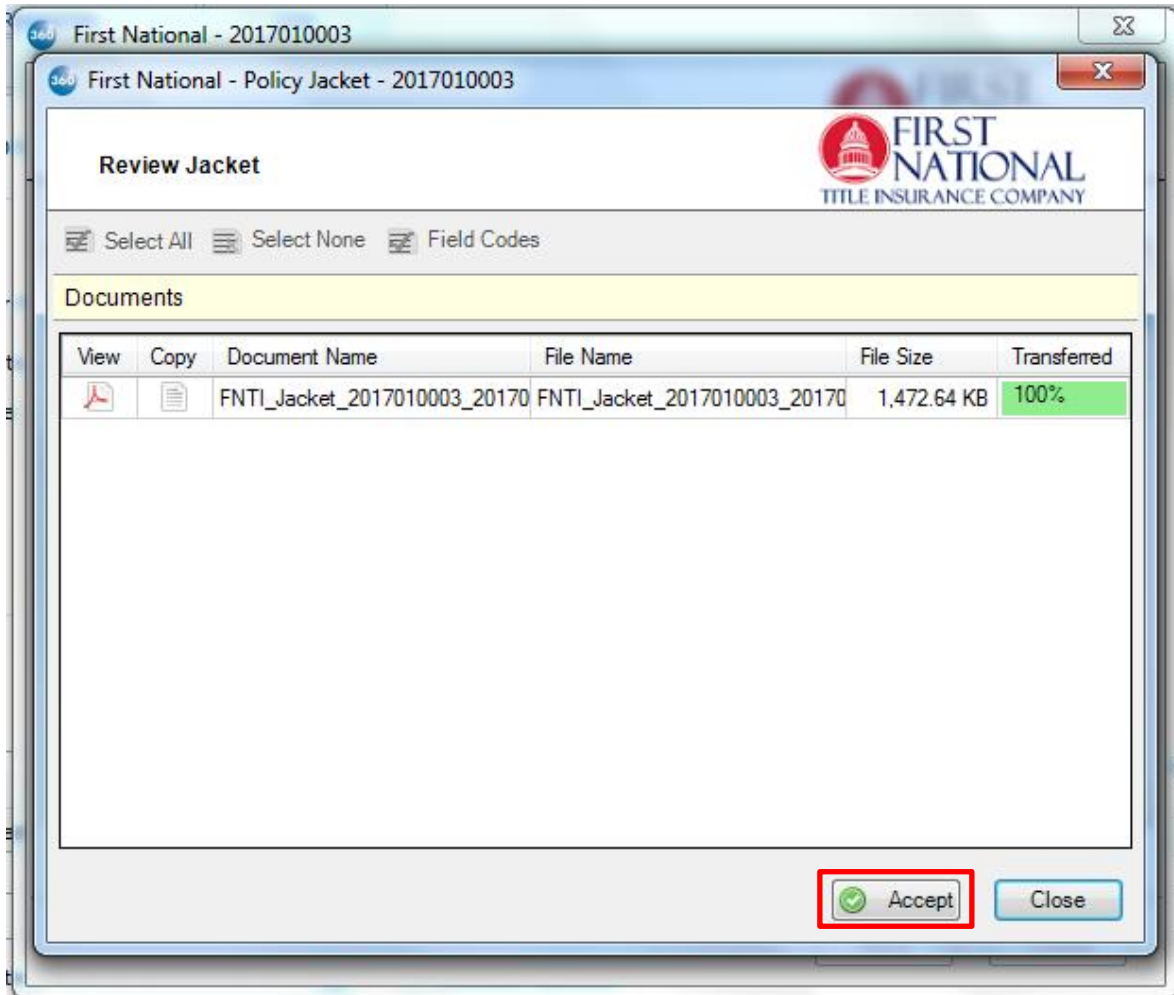 First National - 2017010003
360 First National - Policy Jacket - 2017010003
Review Jacket
FIRST
NATIONAL
TITLE INSURANCE COMPANY
Select All Select None Field Codes
Documents
View Copy Document Name File Name File Size Transferred
FNTI_Jacket_2017010003_20170 FNTI_Jacket_2017010003_20170 1,472.64 KB 100%
Accept Close